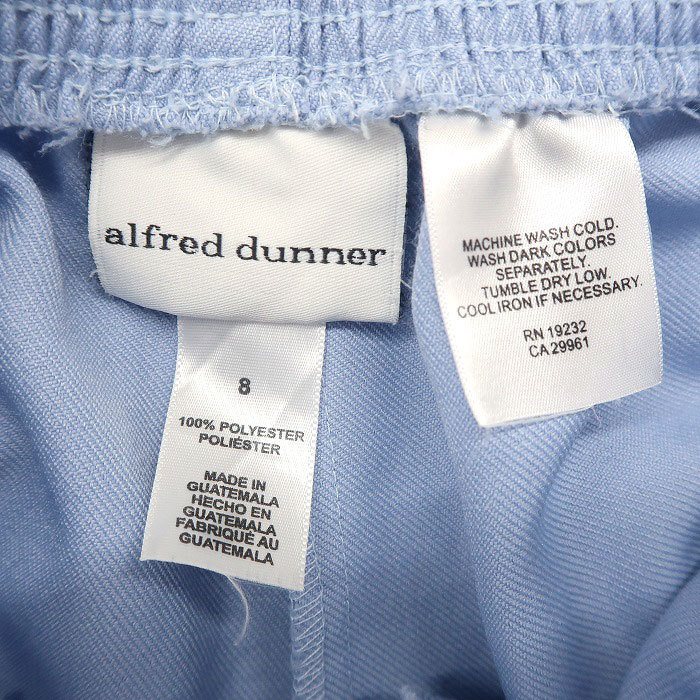 alfred dunner
8
100% POLYESTER
POLIÉSTER
MADE IN
GUATEMALA
HECHO EN
GUATEMALA
FABRIQUÉ AU
GUATEMALA
MACHINE WASH COLD.
WASH DARK COLORS
SEPARATELY.
TUMBLE DRY LOW.
COOL IRON IF NECESSARY.
RN 19232
CA 29961